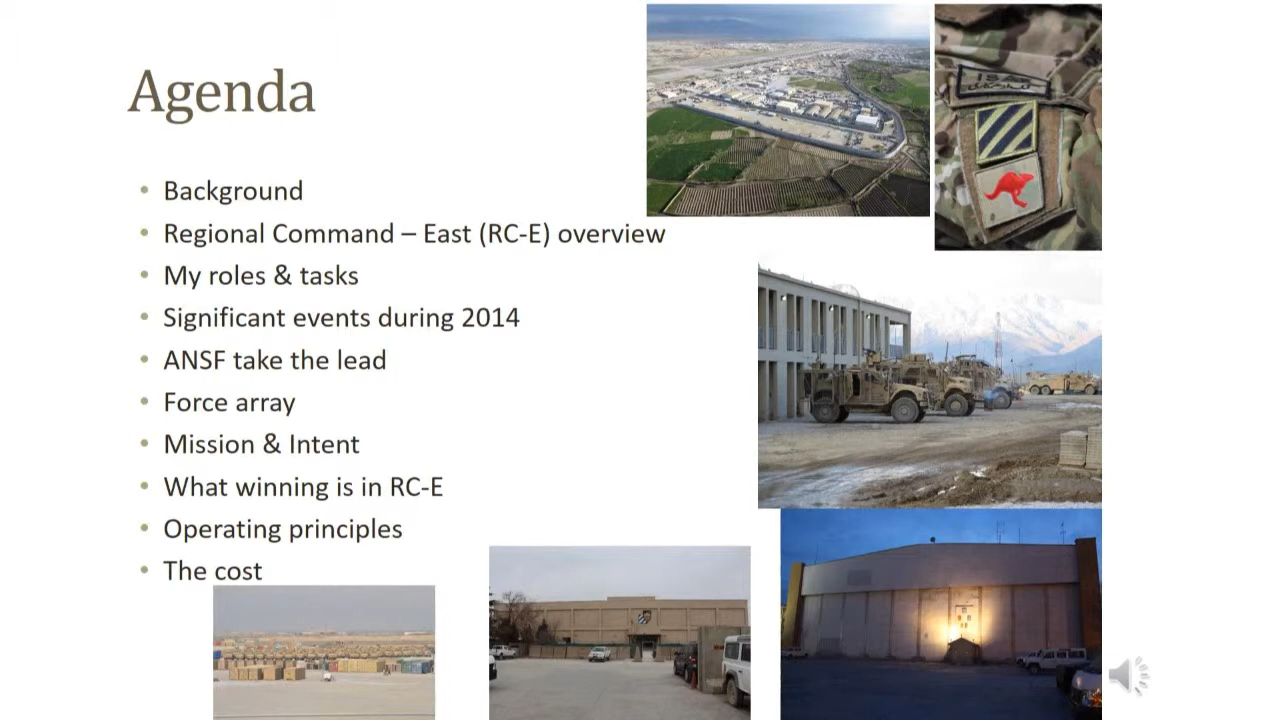 Agenda
• Background
• Regional Command – East (RC-E) overview
• My roles & tasks
• Significant events during 2014
• ANSF take the lead
• Force array
• Mission & Intent
• What winning is in RC-E
• Operating principles
• The cost
ISAF